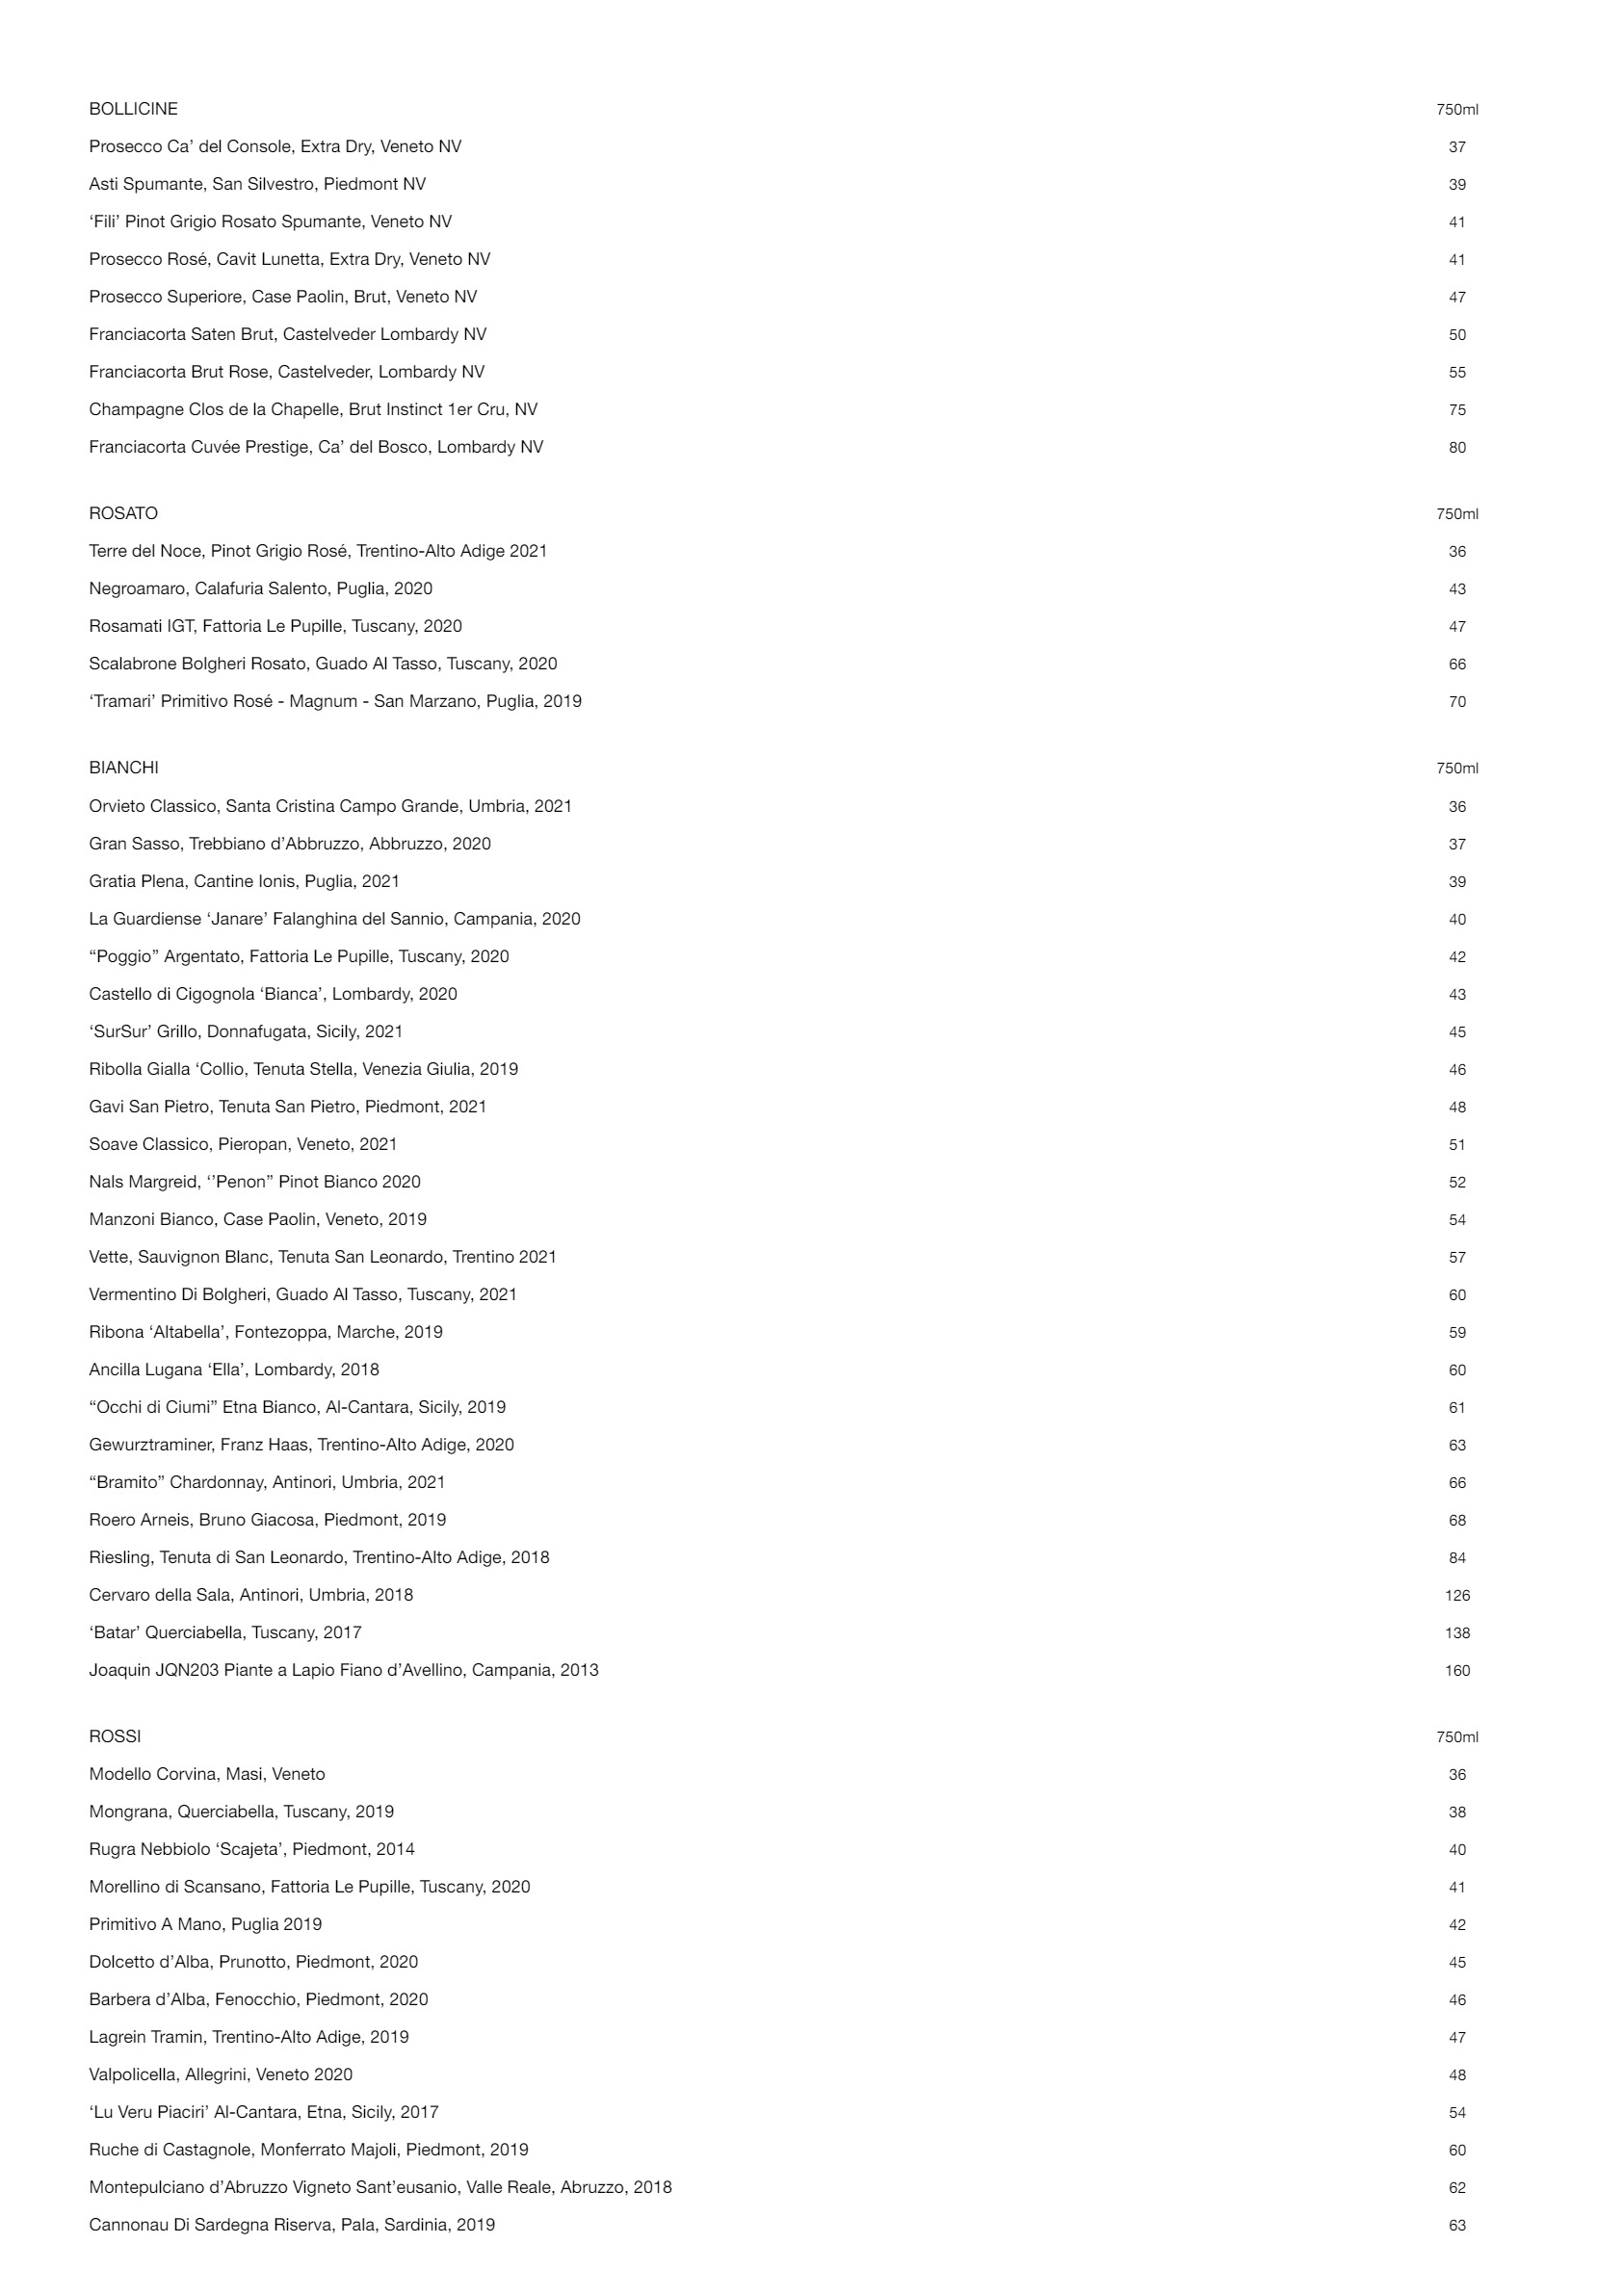 BOLLICINE 750ml
Prosecco Ca’ del Console, Extra Dry, Veneto NV 37
Asti Spumante, San Silvestro, Piedmont NV 39
‘Fili’ Pinot Grigio Rosato Spumante, Veneto NV 41
Prosecco Rosé, Cavit Lunetta, Extra Dry, Veneto NV 41
Prosecco Superiore, Case Paolin, Brut, Veneto NV 47
Franciacorta Saten Brut, Castelveder Lombardy NV 50
Franciacorta Brut Rose, Castelveder, Lombardy NV 55
Champagne Clos de la Chapelle, Brut Instinct 1er Cru, NV 75
Franciacorta Cuvée Prestige, Ca’ del Bosco, Lombardy NV 80
ROSATO 750ml
Terre del Noce, Pinot Grigio Rosé, Trentino-Alto Adige 2021 36
Negroamaro, Calafuria Salento, Puglia, 2020 43
Rosamati IGT, Fattoria Le Pupille, Tuscany, 2020 47
Scalabrone Bolgheri Rosato, Guado Al Tasso, Tuscany, 2020 66
‘Tramari’ Primitivo Rosé - Magnum - San Marzano, Puglia, 2019 70
BIANCHI 750ml
Orvieto Classico, Santa Cristina Campo Grande, Umbria, 2021 36
Gran Sasso, Trebbiano d’Abbruzzo, Abbruzzo, 2020 37
Gratia Plena, Cantine Ionis, Puglia, 2021 39
La Guardiense ‘Janare’ Falanghina del Sannio, Campania, 2020 40
“Poggio” Argentato, Fattoria Le Pupille, Tuscany, 2020 42
Castello di Cigognola ‘Bianca’, Lombardy, 2020 43
‘SurSur’ Grillo, Donnafugata, Sicily, 2021 45
Ribolla Gialla ‘Collio, Tenuta Stella, Venezia Giulia, 2019 46
Gavi San Pietro, Tenuta San Pietro, Piedmont, 2021 48
Soave Classico, Pieropan, Veneto, 2021 51
Nals Margreid, ‘’Penon” Pinot Bianco 2020 52
Manzoni Bianco, Case Paolin, Veneto, 2019 54
Vette, Sauvignon Blanc, Tenuta San Leonardo, Trentino 2021 57
Vermentino Di Bolgheri, Guado Al Tasso, Tuscany, 2021 60
Ribona ‘Altabella’, Fontezoppa, Marche, 2019 59
Ancilla Lugana ‘Ella’, Lombardy, 2018 60
“Occhi di Ciumi” Etna Bianco, Al-Cantara, Sicily, 2019 61
Gewurztraminer, Franz Haas, Trentino-Alto Adige, 2020 63
“Bramito” Chardonnay, Antinori, Umbria, 2021 66
Roero Arneis, Bruno Giacosa, Piedmont, 2019 68
Riesling, Tenuta di San Leonardo, Trentino-Alto Adige, 2018 84
Cervaro della Sala, Antinori, Umbria, 2018 126
‘Batar’ Querciabella, Tuscany, 2017 138
Joaquin JQN203 Piante a Lapio Fiano d’Avellino, Campania, 2013 160
ROSSI 750ml
Modello Corvina, Masi, Veneto 36
Mongrana, Querciabella, Tuscany, 2019 38
Rugra Nebbiolo ‘Scajeta’, Piedmont, 2014 40
Morellino di Scansano, Fattoria Le Pupille, Tuscany, 2020 41
Primitivo A Mano, Puglia 2019 42
Dolcetto d’Alba, Prunotto, Piedmont, 2020 45
Barbera d’Alba, Fenocchio, Piedmont, 2020 46
Lagrein Tramin, Trentino-Alto Adige, 2019 47
Valpolicella, Allegrini, Veneto 2020 48
‘Lu Veru Piaciri’ Al-Cantara, Etna, Sicily, 2017 54
Ruche di Castagnole, Monferrato Majoli, Piedmont, 2019 60
Montepulciano d’Abruzzo Vigneto Sant’eusanio, Valle Reale, Abruzzo, 2018 62
Cannonau Di Sardegna Riserva, Pala, Sardinia, 2019 63